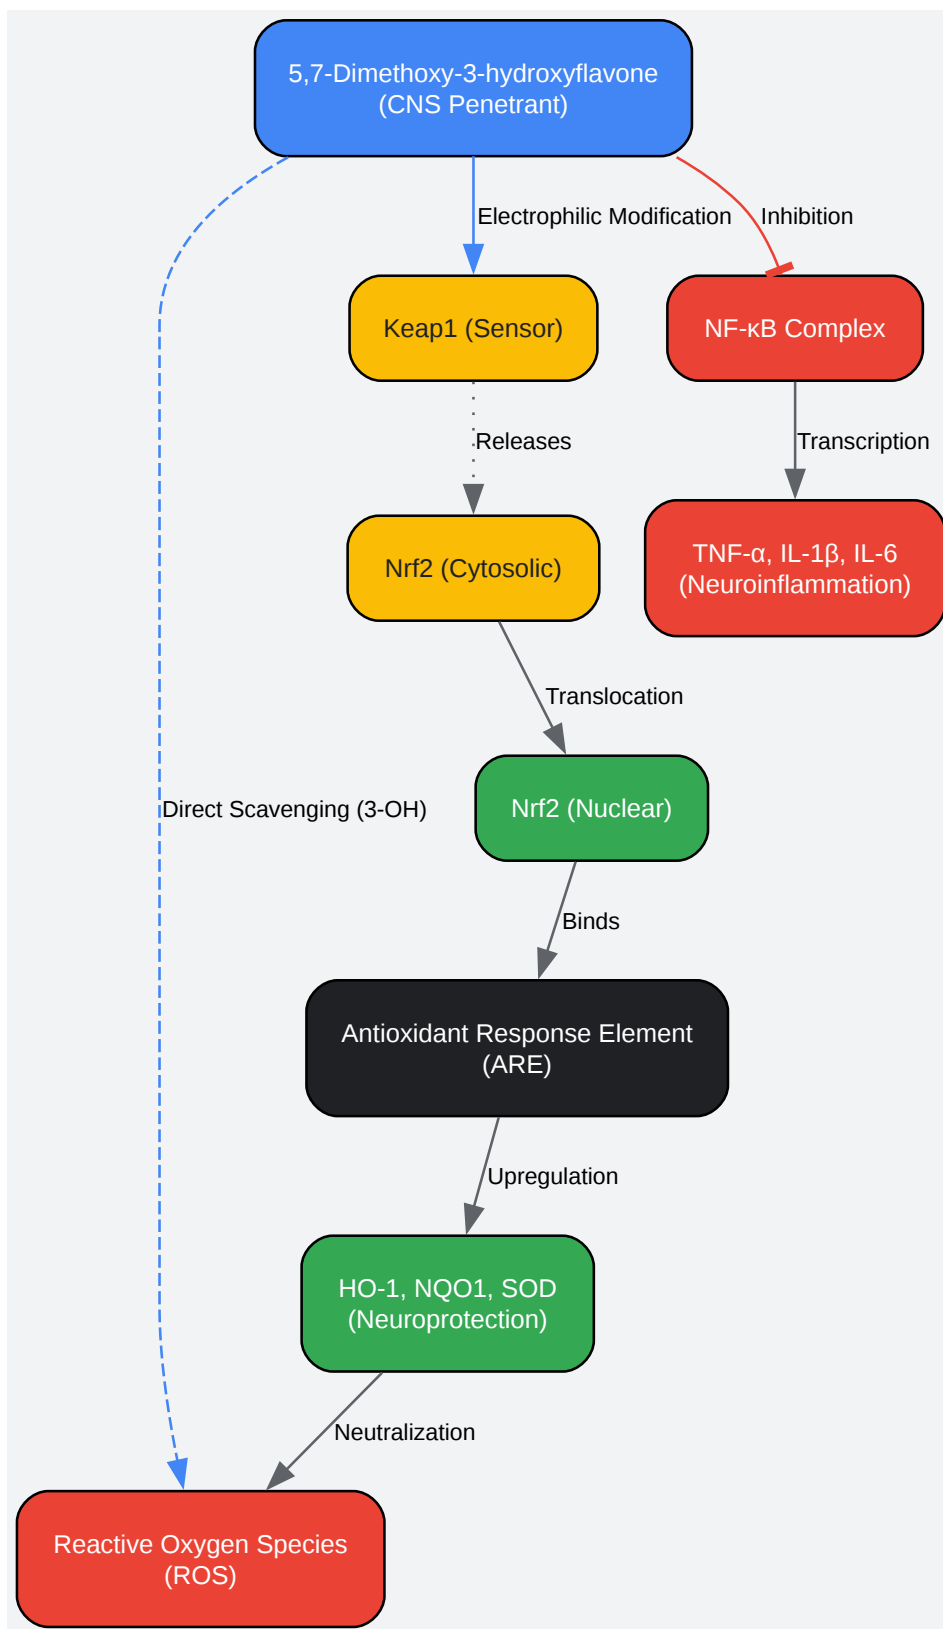 5,7-Dimethoxy-3-hydroxyflavone
(CNS Penetrant)
Electrophilic Modification
Inhibition
Keap1 (Sensor)
NF-κB Complex
Releases
Transcription
Nrf2 (Cytosolic)
TNF-α, IL-1β, IL-6
(Neuroinflammation)
Translocation
Direct Scavenging (3-OH)
Nrf2 (Nuclear)
Binds
Antioxidant Response Element
(ARE)
Upregulation
HO-1, NQO1, SOD
(Neuroprotection)
Neutralization
Reactive Oxygen Species
(ROS)